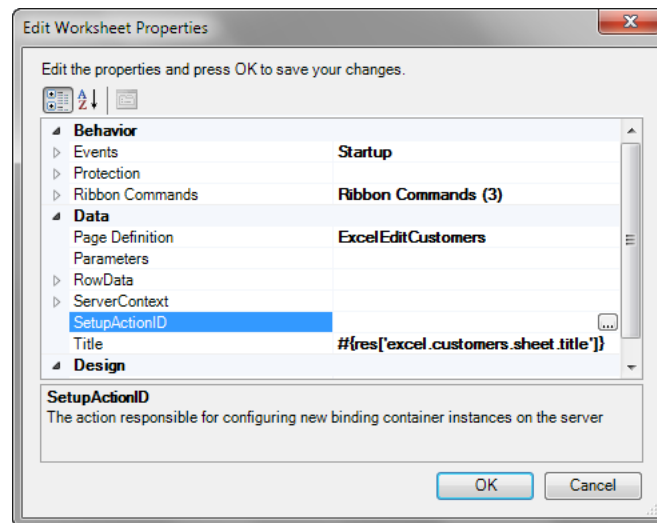 Edit Worksheet Properties
Edit the properties and press OK to save your changes.
Behavior
Events Startup
Protection
Ribbon Commands Ribbon Commands (3)
Data
Page Definition ExcelEditCustomers
Parameters
RowData
ServerContext
SetupActionID ...
Title #{res['excel.customers.sheet.title']}
Design
SetupActionID
The action responsible for configuring new binding container instances on the server
OK Cancel